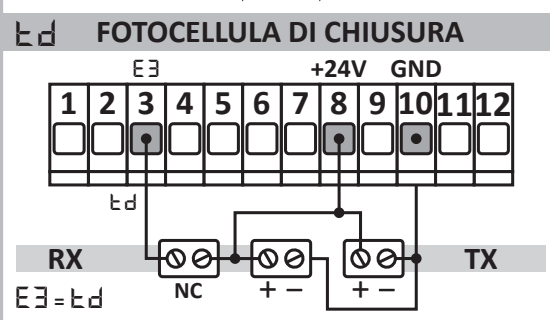 td FOTOCELLULA DI CHIUSURA
E3 +24V GND
1 2 3 4 5 6 7 8 9 10 11 12
td
RX TX
NC + − + −
E3=td